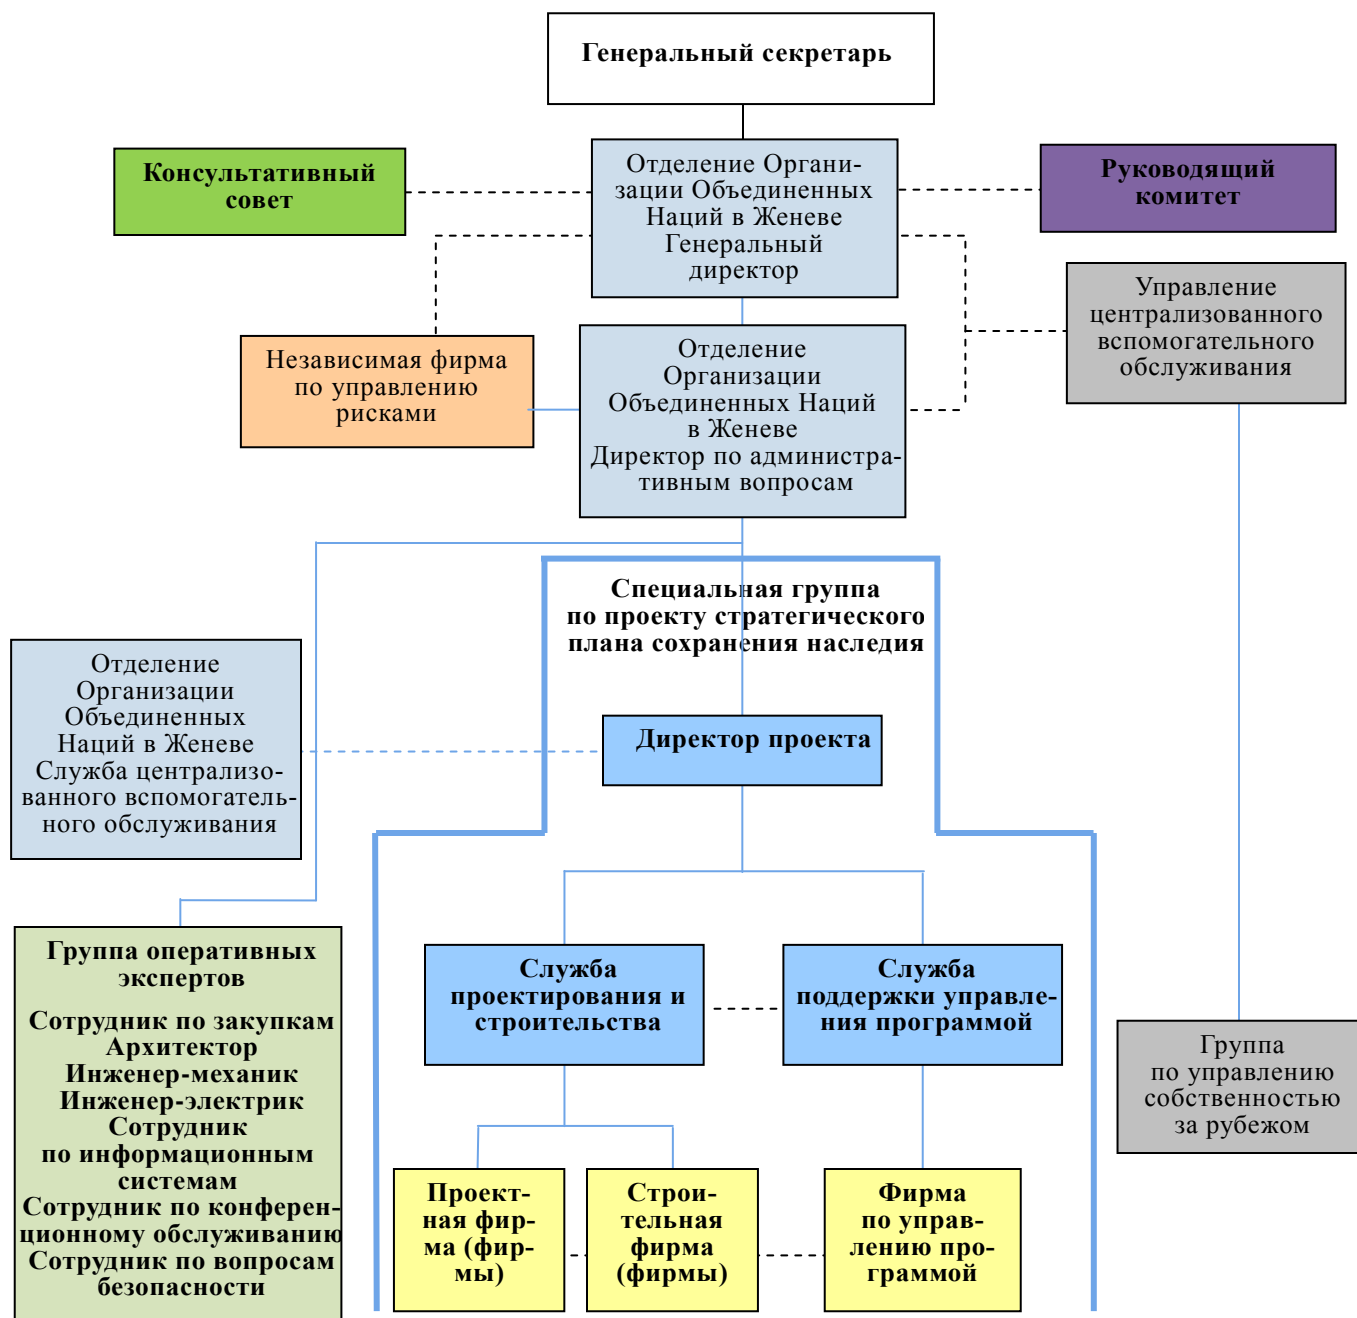 Генеральный секретарь
Консультативный
совет
Отделение Органи-
зации Объединенных
Наций в Женеве
Генеральный
директор
Руководящий
комитет
Управление
централизованного
вспомогательного
обслуживания
Независимая фирма
по управлению
рисками
Отделение
Организации
Объединенных Наций
в Женеве
Директор по администра-
тивным вопросам
Специальная группа
по проекту стратегического
плана сохранения наследия
Отделение
Организации
Объединенных
Наций в Женеве
Служба централизо-
ванного вспомогатель-
ного обслуживания
Директор проекта
Группа оперативных
экспертов
Сотрудник по закупкам
Архитектор
Инженер-механик
Инженер-электрик
Сотрудник
по информационным
системам
Сотрудник по конферен-
ционному обслуживанию
Сотрудник по вопросам
безопасности
Служба
проектирования и
строительства
Служба
поддержки управле-
ния программой
Группа
по управлению
собственностью
за рубежом
Проект-
ная фир-
ма (фир-
мы)
Строи-
тельная
фирма
(фирмы)
Фирма
по управ-
лению про-
граммой